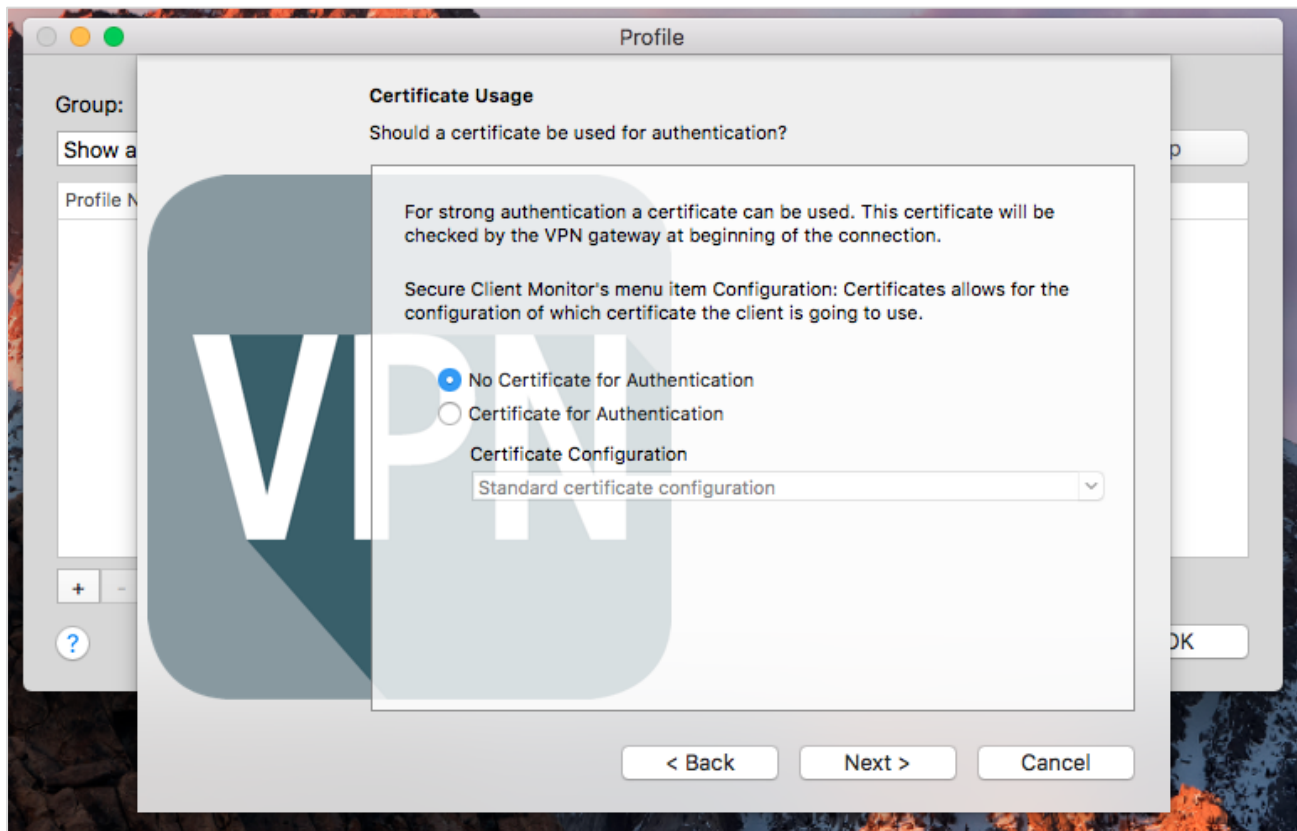 Profile
Group:
Show a
Profile N
Certificate Usage
Should a certificate be used for authentication?
For strong authentication a certificate can be used. This certificate will be
checked by the VPN gateway at beginning of the connection.
Secure Client Monitor's menu item Configuration: Certificates allows for the
configuration of which certificate the client is going to use.
No Certificate for Authentication
Certificate for Authentication
Certificate Configuration
Standard certificate configuration
VPN
+ -
?
p
OK
< Back Next > Cancel